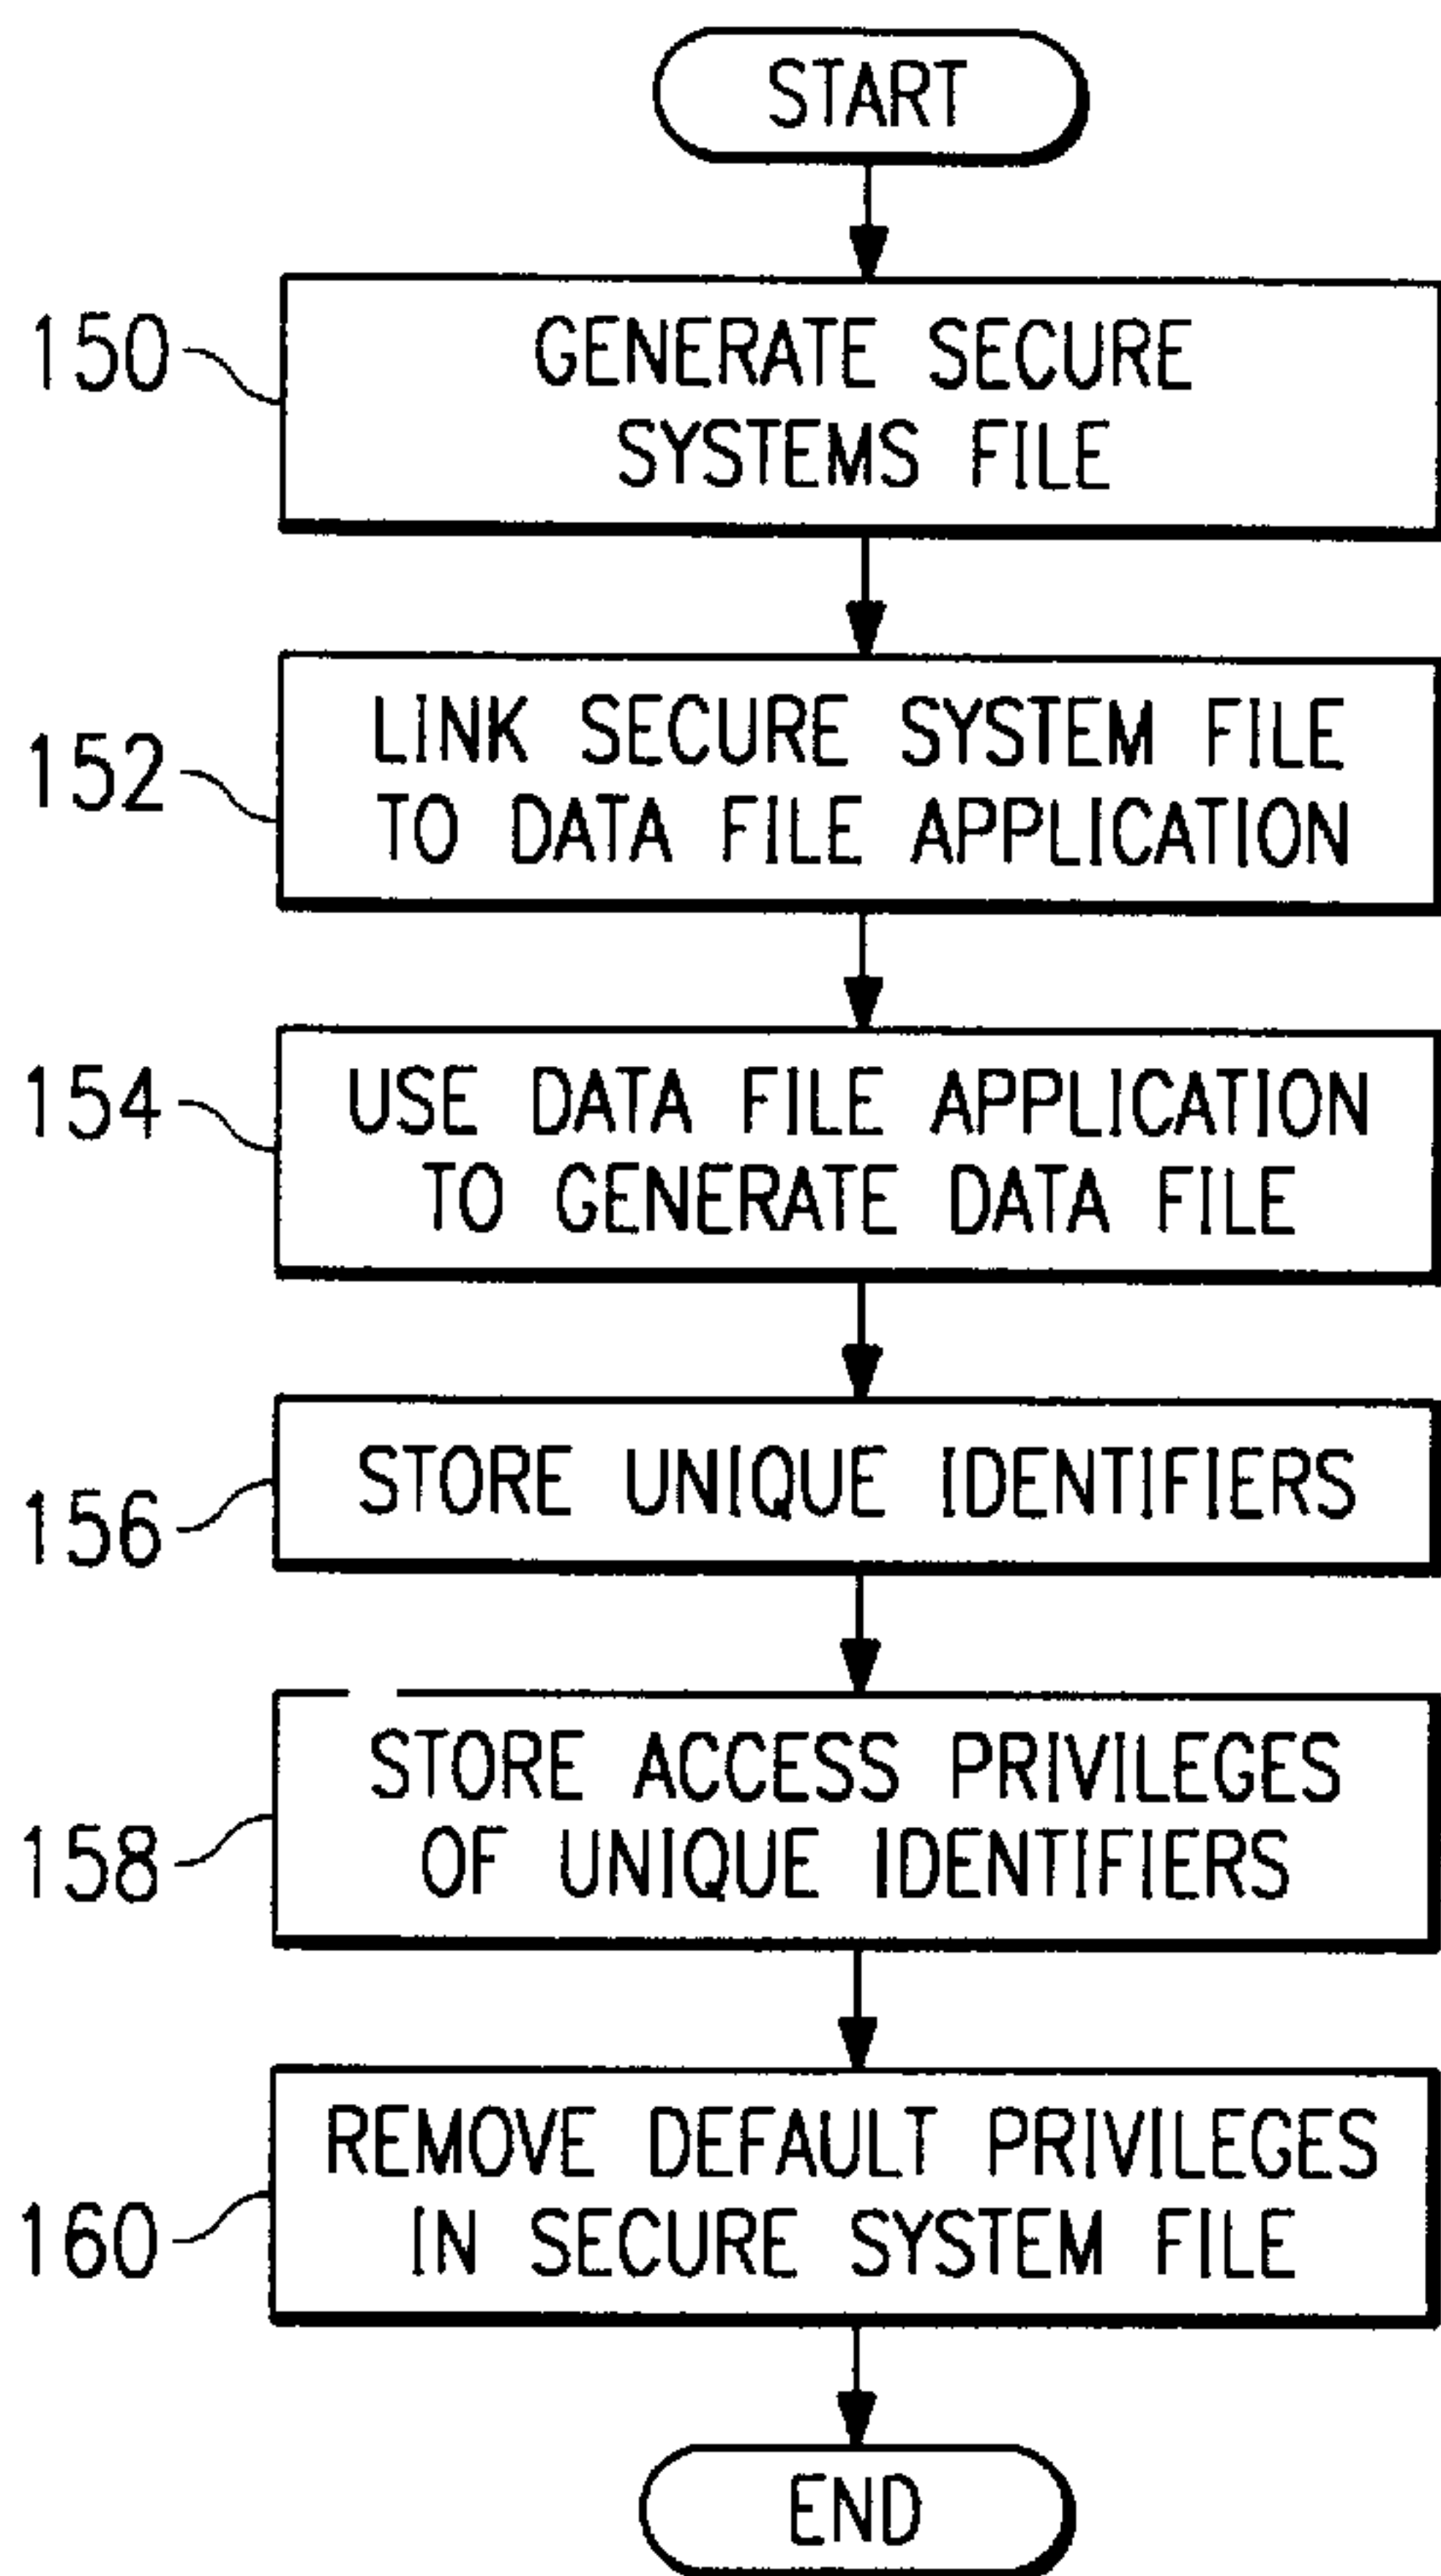 START
150
GENERATE SECURE
SYSTEMS FILE
152
LINK SECURE SYSTEM FILE
TO DATA FILE APPLICATION
154
USE DATA FILE APPLICATION
TO GENERATE DATA FILE
156
STORE UNIQUE IDENTIFIERS
158
STORE ACCESS PRIVILEGES
OF UNIQUE IDENTIFIERS
160
REMOVE DEFAULT PRIVILEGES
IN SECURE SYSTEM FILE
END